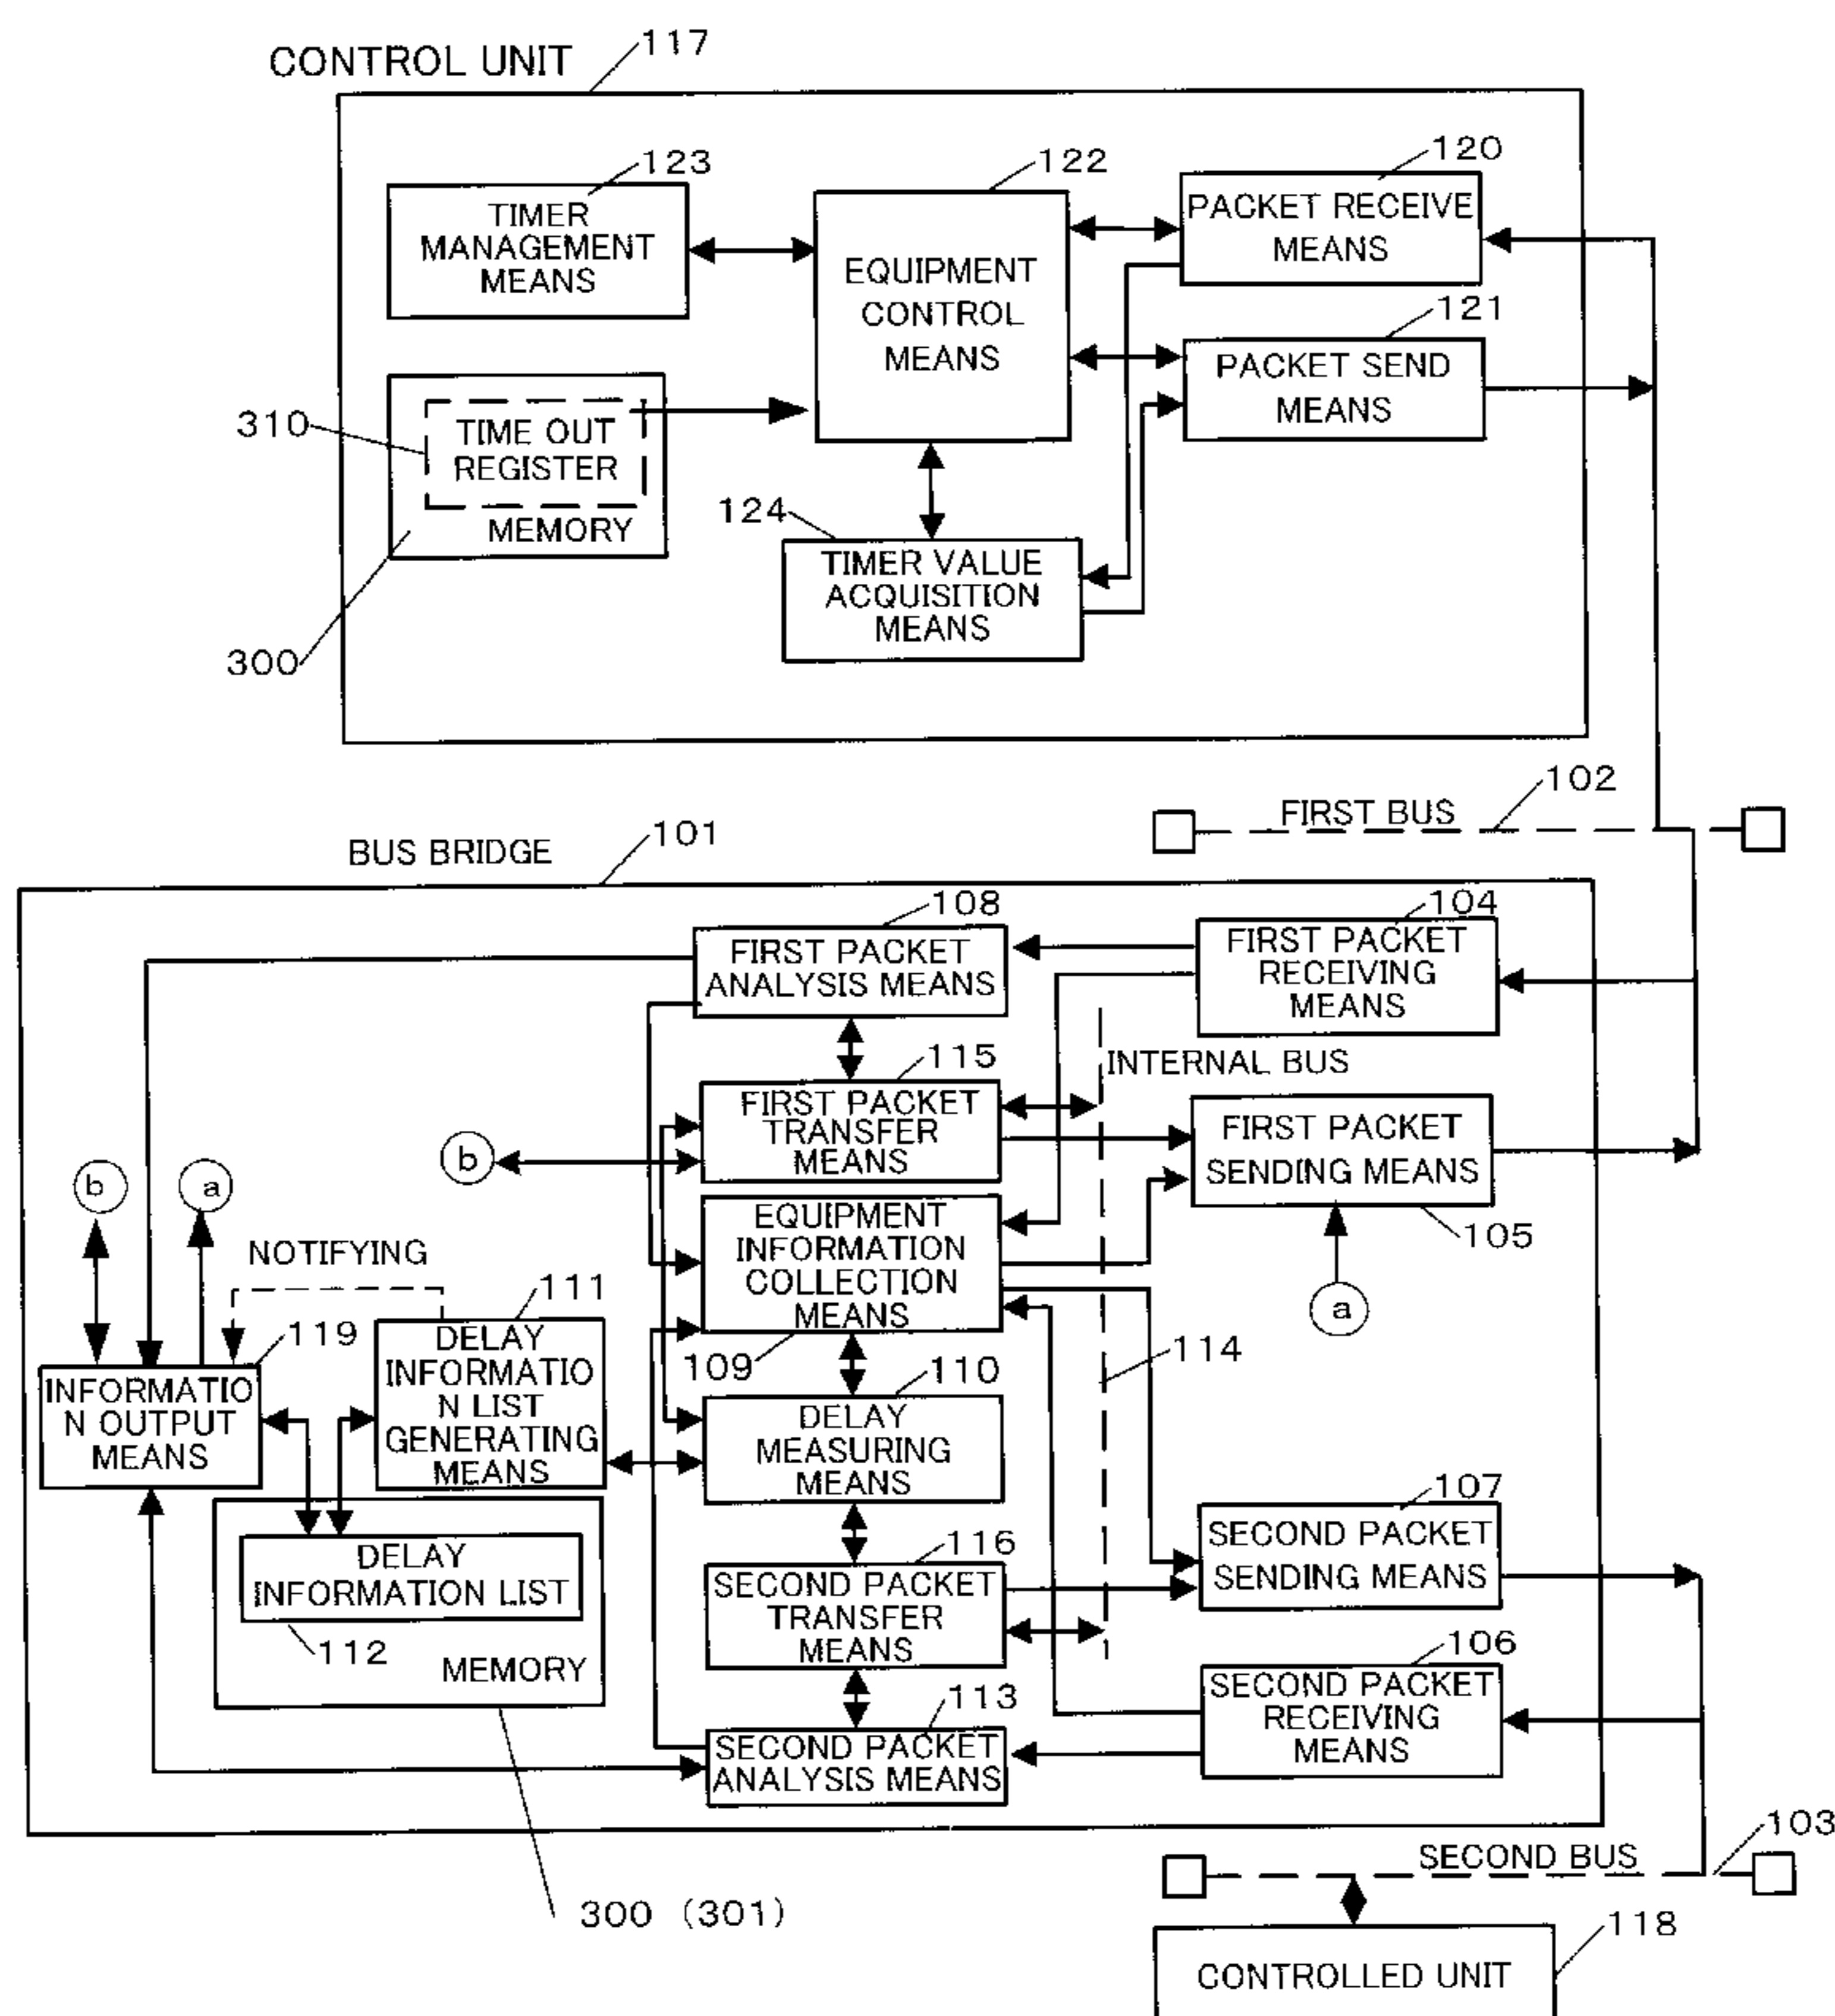 CONTROL UNIT
117
123
122
120
TIMER
MANAGEMENT
MEANS
EQUIPMENT
CONTROL
MEANS
PACKET RECEIVE
MEANS
121
PACKET SEND
MEANS
310
TIME OUT
REGISTER
MEMORY
300
124
TIMER VALUE
ACQUISITION
MEANS
102
FIRST BUS
BUS BRIDGE
101
108
FIRST PACKET
ANALYSIS MEANS
104
FIRST PACKET
RECEIVING
MEANS
115
INTERNAL BUS
FIRST PACKET
TRANSFER
MEANS
FIRST PACKET
SENDING MEANS
105
b
b
a
a
NOTIFYING
EQUIPMENT
INFORMATION
COLLECTION
MEANS
109
111
DELAY
INFORMATIO
N LIST
GENERATING
MEANS
119
INFORMATIO
N OUTPUT
MEANS
110
114
DELAY
MEASURING
MEANS
107
SECOND PACKET
SENDING MEANS
DELAY
INFORMATION LIST
112
MEMORY
116
SECOND PACKET
TRANSFER
MEANS
106
SECOND PACKET
RECEIVING
MEANS
113
SECOND PACKET
ANALYSIS MEANS
103
SECOND BUS
300 (301)
118
CONTROLLED UNIT